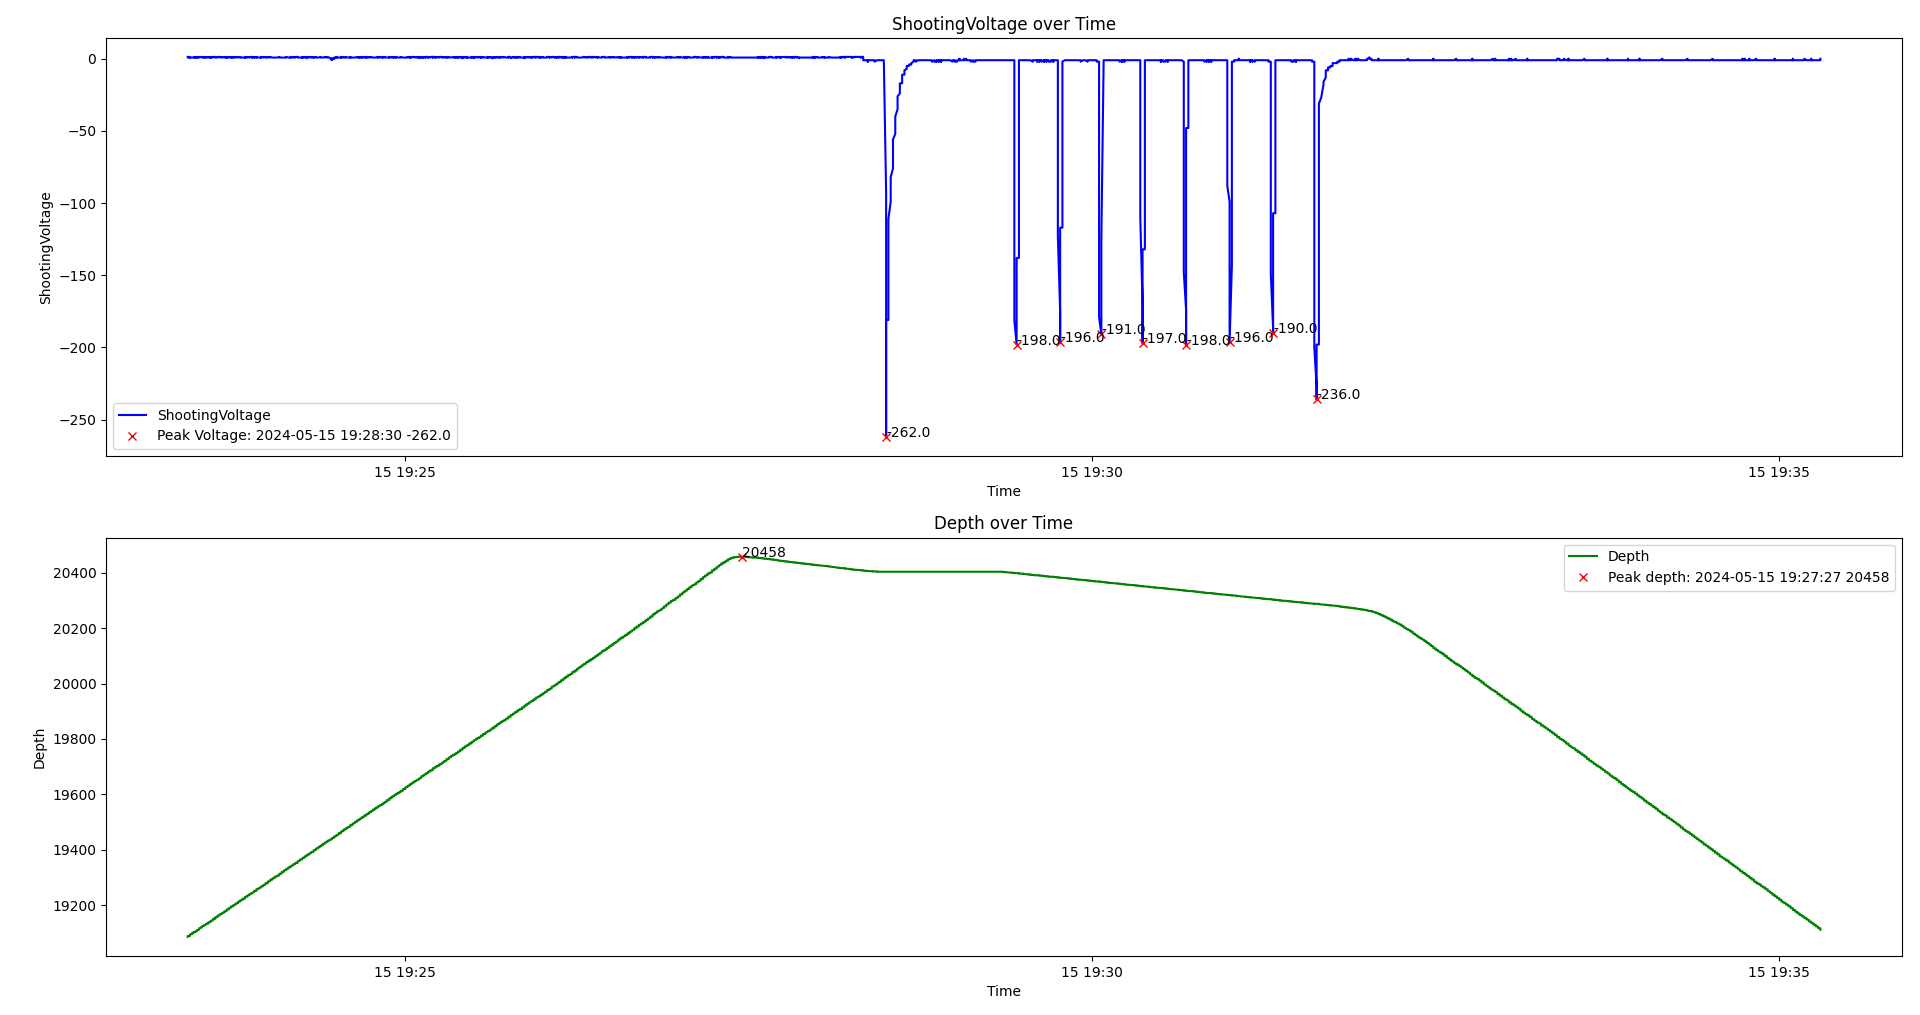 ShootingVoltage over Time
ShootingVoltage
0
−50
−100
−150
−200
−250
-262.0
-198.0
-196.0
-191.0
-197.0
-198.0
-196.0
-190.0
-236.0
ShootingVoltage
Peak Voltage: 2024-05-15 19:28:30 -262.0
15 19:25
15 19:30
15 19:35
Time
Depth over Time
Depth
20400
20200
20000
19800
19600
19400
19200
20458
Depth
Peak depth: 2024-05-15 19:27:27 20458
15 19:25
15 19:30
15 19:35
Time